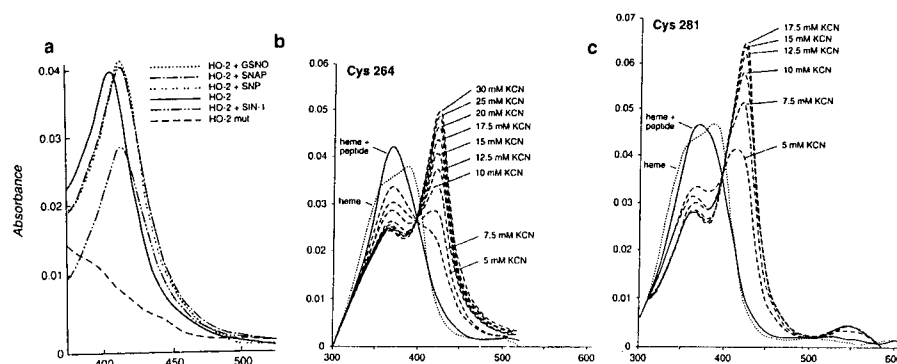 a
Absorbance
0.04
0.03
0.02
0.01
0
400
450
500
HO-2 + GSNO
HO-2 + SNAP
HO-2 + SNP
HO-2
HO-2 + SIN-1
HO-2 mut
b
Cys 264
0.06
0.05
0.04
0.03
0.02
0.01
0.00
300
400
500
600
heme + peptide
heme
30 mM KCN
25 mM KCN
20 mM KCN
17.5 mM KCN
15 mM KCN
12.5 mM KCN
10 mM KCN
7.5 mM KCN
5 mM KCN
c
Cys 281
0.07
0.06
0.05
0.04
0.03
0.02
0.01
0.00
300
400
500
600
heme + peptide
heme
17.5 mM KCN
15 mM KCN
12.5 mM KCN
10 mM KCN
7.5 mM KCN
5 mM KCN